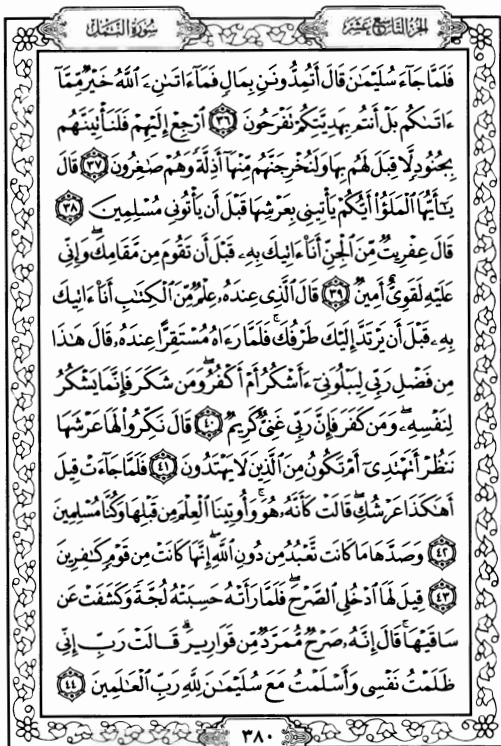 الجزء التاسع عشر
سورة النمل
فَلَمَّا جَآءَ سُلَيْمَٰنَ قَالَ أَتُمِدُّونَنِ بِمَالٍ فَمَآ ءَاتَىٰنِۦَ ٱللَّهُ خَيْرٌ مِّمَّآ
ءَاتَىٰكُم بَلْ أَنتُم بِهَدِيَّتِكُمْ تَفْرَحُونَ ٣٦ ٱرْجِعْ إِلَيْهِمْ فَلَنَأْتِيَنَّهُم
بِجُنُودٍ لَّا قِبَلَ لَهُم بِهَا وَلَنُخْرِجَنَّهُم مِّنْهَآ أَذِلَّةً وَهُمْ صَٰغِرُونَ ٣٧ قَالَ
يَٰٓأَيُّهَا ٱلْمَلَؤُا۟ أَيُّكُمْ يَأْتِينِى بِعَرْشِهَا قَبْلَ أَن يَأْتُونِى مُسْلِمِينَ ٣٨
قَالَ عِفْرِيتٌ مِّنَ ٱلْجِنِّ أَنَا۠ ءَاتِيكَ بِهِۦ قَبْلَ أَن تَقُومَ مِن مَّقَامِكَ ۖ وَإِنِّى
عَلَيْهِ لَقَوِىٌّ أَمِينٌ ٣٩ قَالَ ٱلَّذِى عِندَهُۥ عِلْمٌ مِّنَ ٱلْكِتَٰبِ أَنَا۠ ءَاتِيكَ
بِهِۦ قَبْلَ أَن يَرْتَدَّ إِلَيْكَ طَرْفُكَ ۚ فَلَمَّا رَءَاهُ مُسْتَقِرًّا عِندَهُۥ قَالَ هَٰذَا
مِن فَضْلِ رَبِّى لِيَبْلُوَنِىٓ ءَأَشْكُرُ أَمْ أَكْفُرُ ۖ وَمَن شَكَرَ فَإِنَّمَا يَشْكُرُ
لِنَفْسِهِۦ ۖ وَمَن كَفَرَ فَإِنَّ رَبِّى غَنِىٌّ كَرِيمٌ ٤٠ قَالَ نَكِّرُوا۟ لَهَا عَرْشَهَا
نَنظُرْ أَتَهْتَدِىٓ أَمْ تَكُونُ مِنَ ٱلَّذِينَ لَا يَهْتَدُونَ ٤١ فَلَمَّا جَآءَتْ قِيلَ
أَهَٰكَذَا عَرْشُكِ ۖ قَالَتْ كَأَنَّهُۥ هُوَ ۚ وَأُوتِينَا ٱلْعِلْمَ مِن قَبْلِهَا وَكُنَّا مُسْلِمِينَ
٤٢ وَصَدَّهَا مَا كَانَت تَّعْبُدُ مِن دُونِ ٱللَّهِ ۖ إِنَّهَا كَانَتْ مِن قَوْمٍ كَٰفِرِينَ
٤٣ قِيلَ لَهَا ٱدْخُلِى ٱلصَّرْحَ ۖ فَلَمَّا رَأَتْهُ حَسِبَتْهُ لُجَّةً وَكَشَفَتْ عَن
سَاقَيْهَا ۚ قَالَ إِنَّهُۥ صَرْحٌ مُّمَرَّدٌ مِّن قَوَارِيرَ ۗ قَالَتْ رَبِّ إِنِّى
ظَلَمْتُ نَفْسِى وَأَسْلَمْتُ مَعَ سُلَيْمَٰنَ لِلَّهِ رَبِّ ٱلْعَٰلَمِينَ ٤٤
٣٨٠